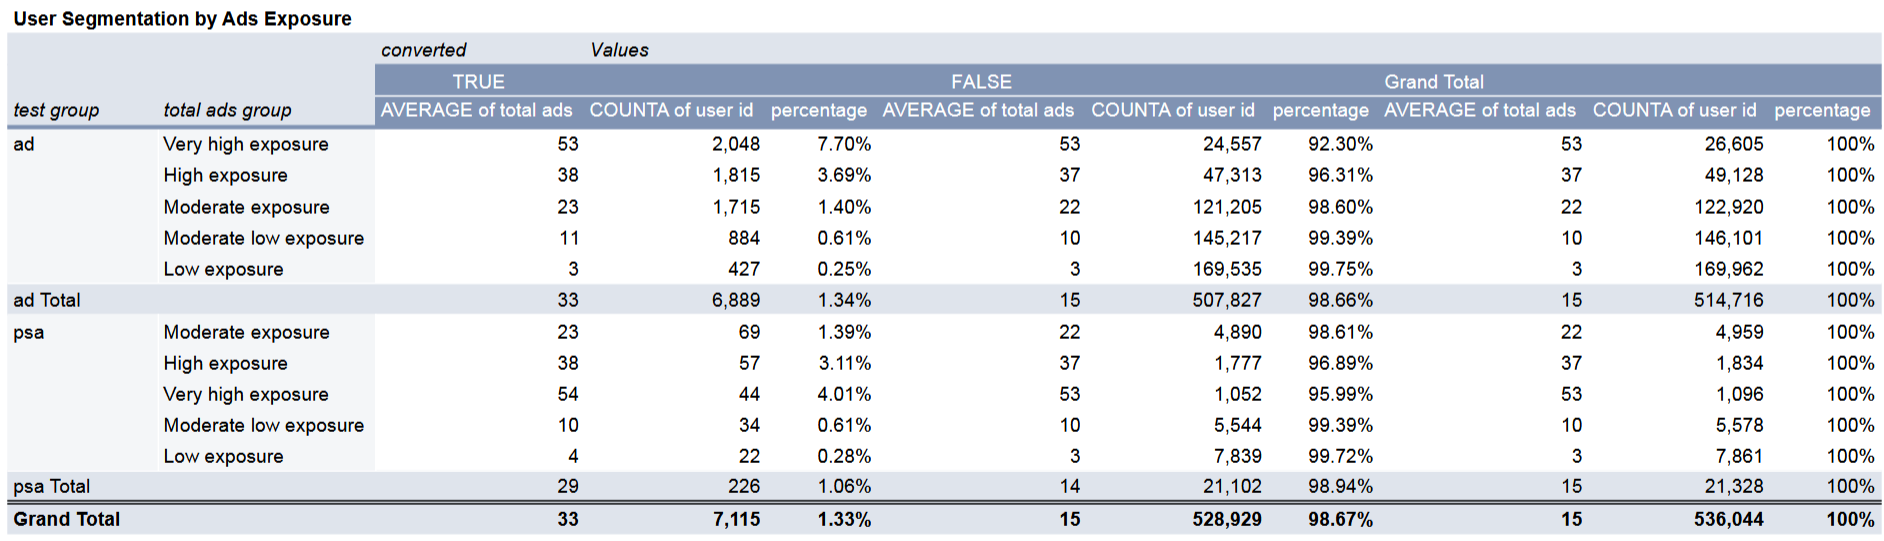 User Segmentation by Ads Exposure
converted Values
TRUE FALSE Grand Total
test group total ads group AVERAGE of total ads COUNTA of user id percentage AVERAGE of total ads COUNTA of user id percentage AVERAGE of total ads COUNTA of user id percentage
ad Very high exposure 53 2,048 7.70% 53 24,557 92.30% 53 26,605 100%
High exposure 38 1,815 3.69% 37 47,313 96.31% 37 49,128 100%
Moderate exposure 23 1,715 1.40% 22 121,205 98.60% 22 122,920 100%
Moderate low exposure 11 884 0.61% 10 145,217 99.39% 10 146,101 100%
Low exposure 3 427 0.25% 3 169,535 99.75% 3 169,962 100%
ad Total 33 6,889 1.34% 15 507,827 98.66% 15 514,716 100%
psa Moderate exposure 23 69 1.39% 22 4,890 98.61% 22 4,959 100%
High exposure 38 57 3.11% 37 1,777 96.89% 37 1,834 100%
Very high exposure 54 44 4.01% 53 1,052 95.99% 53 1,096 100%
Moderate low exposure 10 34 0.61% 10 5,544 99.39% 10 5,578 100%
Low exposure 4 22 0.28% 3 7,839 99.72% 3 7,861 100%
psa Total 29 226 1.06% 14 21,102 98.94% 15 21,328 100%
Grand Total 33 7,115 1.33% 15 528,929 98.67% 15 536,044 100%